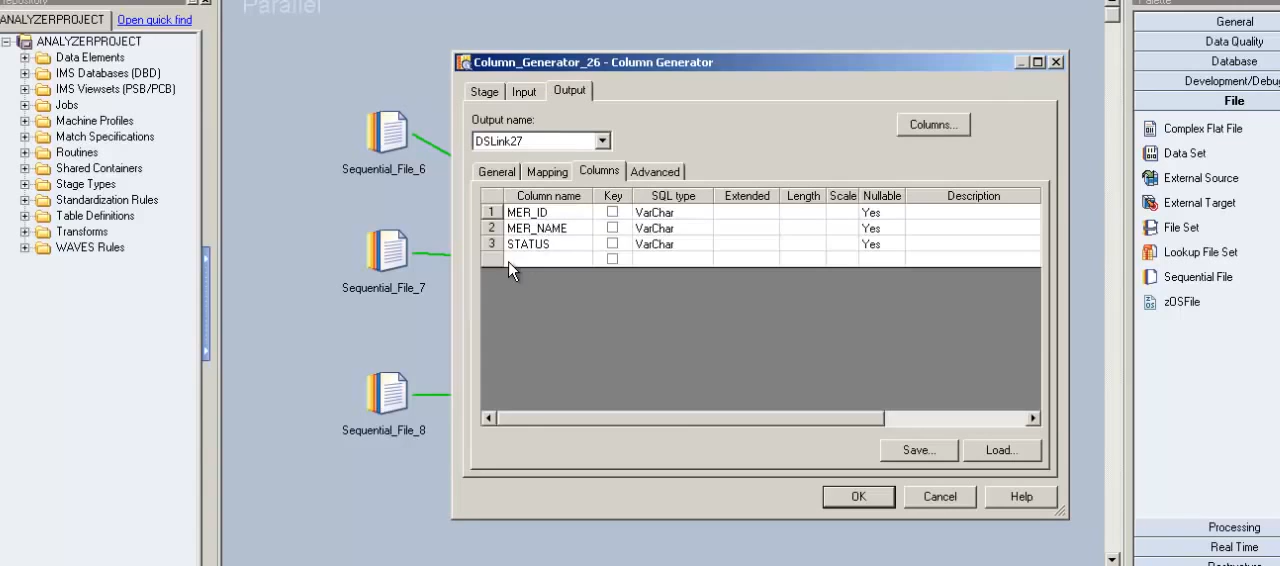 Repository
ANALYZERPROJECT Open quick find
ANALYZERPROJECT
Data Elements
IMS Databases (DBD)
IMS Viewsets (PSB/PCB)
Jobs
Machine Profiles
Match Specifications
Routines
Shared Containers
Stage Types
Standardization Rules
Table Definitions
Transforms
WAVES Rules
Parallel
Sequential_File_6
Sequential_File_7
Sequential_File_8
Column_Generator_26 - Column Generator
Stage Input Output
Output name:
DSLink27
Columns...
General Mapping Columns Advanced
Column name Key SQL type Extended Length Scale Nullable Description
1 MER_ID VarChar Yes
2 MER_NAME VarChar Yes
3 STATUS VarChar Yes
Save... Load...
OK Cancel Help
Palette
General
Data Quality
Database
Development/Debug
File
Complex Flat File
Data Set
External Source
External Target
File Set
Lookup File Set
Sequential File
zOSFile
Processing
Real Time